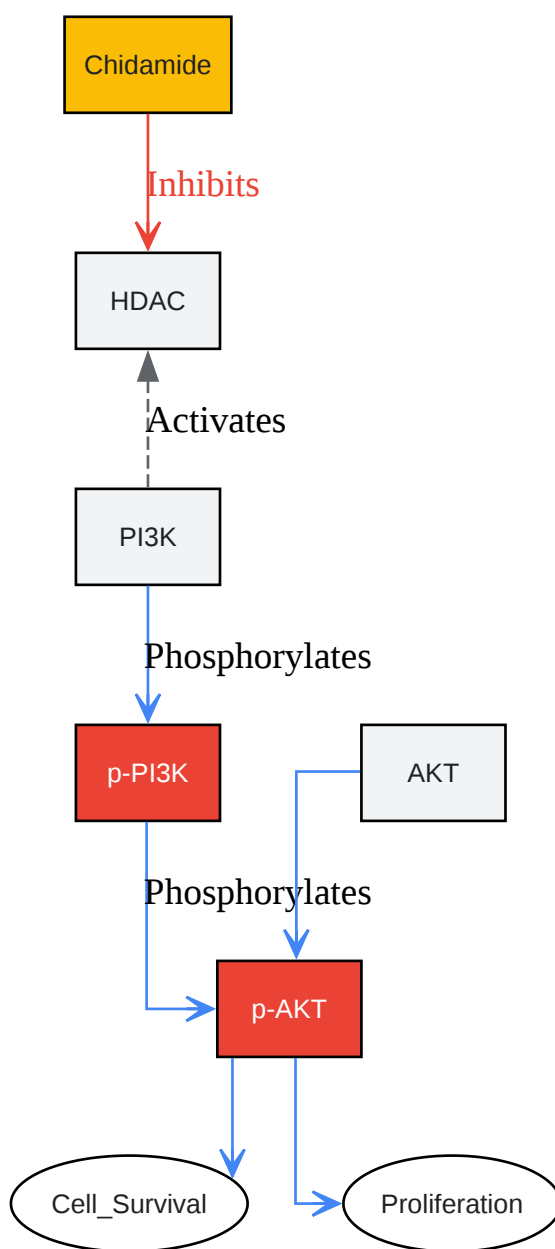 Chidamide
Inhibits
HDAC
Activates
PI3K
Phosphorylates
p-PI3K
AKT
Phosphorylates
p-AKT
Cell_Survival
Proliferation